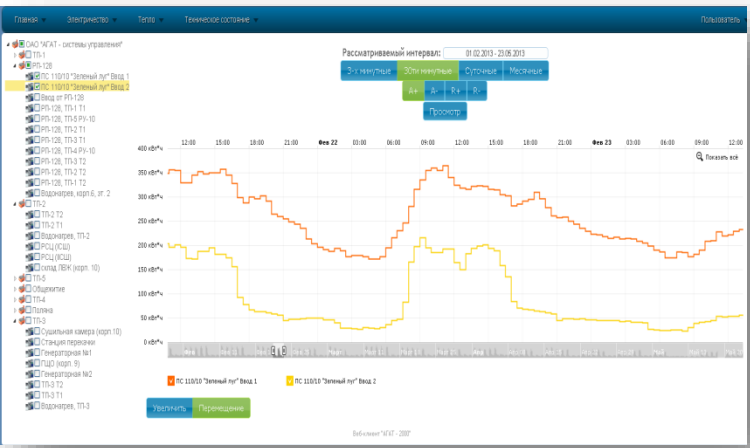 Главная Электричество Тепло Техническое состояние Пользователь
ОАО "АГАТ - системы управления"
ТП-1
РП-128
ПС 110/10 "Зеленый луг" Ввод 1
ПС 110/10 "Зеленый луг" Ввод 2
Ввод от РП-128
РП-128, ТП-1 Т1
РП-128, ТП-5 РУ-10
РП-128, ТП-2 Т1
РП-128, ТП-3 Т1
РП-128, ТП-4 РУ-10
РП-128, ТП-3 Т2
РП-128, ТП-2 Т2
РП-128, ТП-1 Т2
Водонагрев, корп.6, эт. 2
ТП-2
ТП-2 Т2
ТП-2 Т1
Водонагрев, ТП-2
РСЦ (IСШ)
РСЦ (IIСШ)
склад ЛВЖ (корп. 10)
ТП-5
Общежитие
ТП-4
Поляна
ТП-3
Сушильная камера (корп.10)
Станция перекачки
Генераторная №1
ПЩО (корп. 9)
Генераторная №2
ТП-3 Т2
ТП-3 Т1
Водонагрев, ТП-3
Рассматриваемый интервал: 01.02.2013 - 23.05.2013
3-х минутные 30ти минутные Суточные Месячные
A+ A- R+ R-
Просмотр
12:00 15:00 18:00 21:00 Фев 22 03:00 06:00 09:00 12:00 15:00 18:00 21:00 Фев 23 03:00 06:00 09:00 12:00
Показать всё
400 кВт*ч
350 кВт*ч
300 кВт*ч
250 кВт*ч
200 кВт*ч
150 кВт*ч
100 кВт*ч
50 кВт*ч
0 кВт*ч
ПС 110/10 "Зеленый луг" Ввод 1 ПС 110/10 "Зеленый луг" Ввод 2
Увеличить Перемещение
Веб-клиент "АГАТ - 2000"